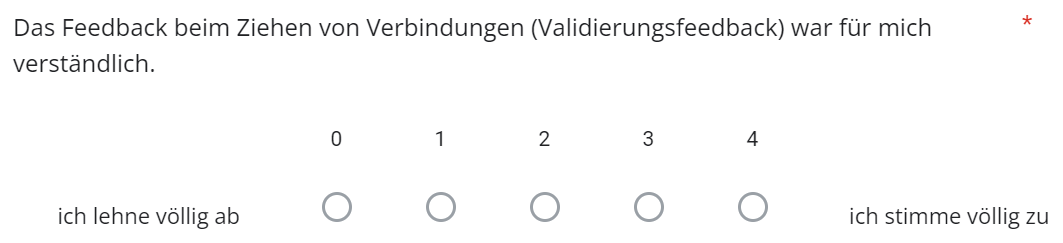 Das Feedback beim Ziehen von Verbindungen (Validierungsfeedback) war für mich *
verständlich.
0 1 2 3 4
ich lehne völlig ab ich stimme völlig zu